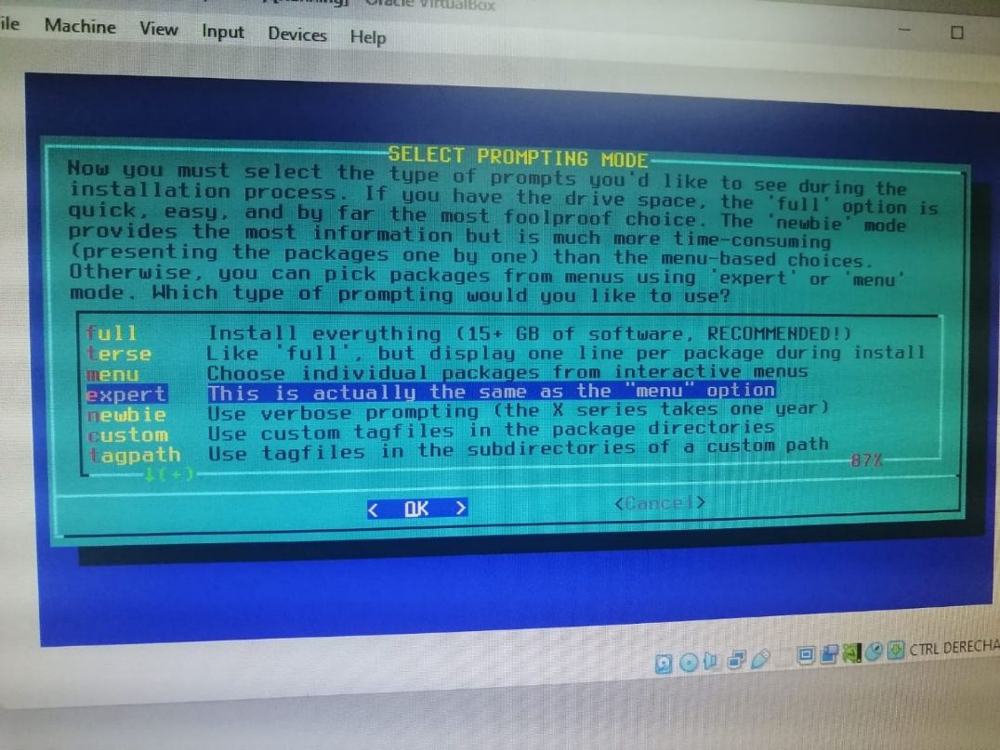 Oracle VirtualBox
ile Machine View Input Devices Help
SELECT PROMPTING MODE
Now you must select the type of prompts you'd like to see during the
installation process. If you have the drive space, the 'full' option is
quick, easy, and by far the most foolproof choice. The 'newbie' mode
provides the most information but is much more time-consuming
(presenting the packages one by one) than the menu-based choices.
Otherwise, you can pick packages from menus using 'expert' or 'menu'
mode. Which type of prompting would you like to use?
full Install everything (15+ GB of software, RECOMMENDED!)
terse Like 'full', but display one line per package during install
menu Choose individual packages from interactive menus
expert This is actually the same as the "menu" option
newbie Use verbose prompting (the X series takes one year)
custom Use custom tagfiles in the package directories
tagpath Use tagfiles in the subdirectories of a custom path
↓(+) 87%
< OK > <Cancel>
CTRL DERECHA